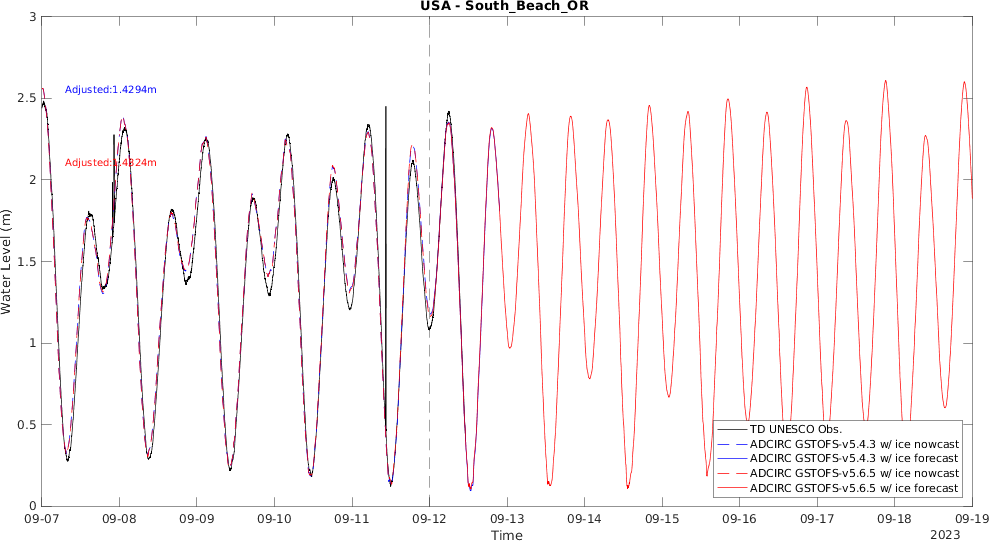 USA - South_Beach_OR
Water Level (m)
3
2.5
2
1.5
1
0.5
0
Adjusted:1.4294m
Adjusted:1.4324m
TD UNESCO Obs.
ADCIRC GSTOFS-v5.4.3 w/ ice nowcast
ADCIRC GSTOFS-v5.4.3 w/ ice forecast
ADCIRC GSTOFS-v5.6.5 w/ ice nowcast
ADCIRC GSTOFS-v5.6.5 w/ ice forecast
09-07 09-08 09-09 09-10 09-11 09-12 09-13 09-14 09-15 09-16 09-17 09-18 09-19
Time
2023